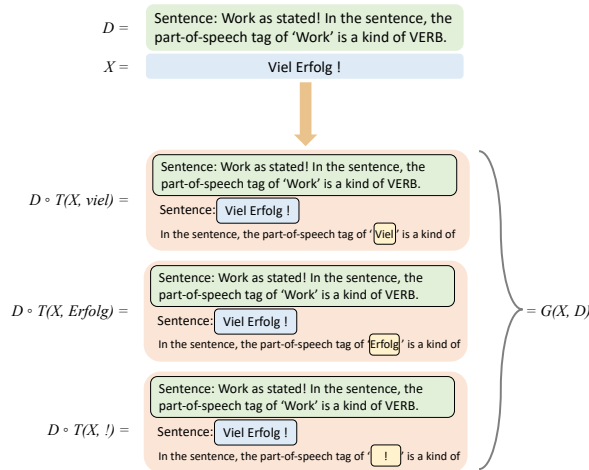 D =
Sentence: Work as stated! In the sentence, the
part-of-speech tag of ‘Work’ is a kind of VERB.
X =
Viel Erfolg !
D ∘ T(X, viel) =
Sentence: Work as stated! In the sentence, the
part-of-speech tag of ‘Work’ is a kind of VERB.
Sentence: Viel Erfolg !
In the sentence, the part-of-speech tag of ‘Viel’ is a kind of
D ∘ T(X, Erfolg) =
Sentence: Work as stated! In the sentence, the
part-of-speech tag of ‘Work’ is a kind of VERB.
Sentence: Viel Erfolg !
In the sentence, the part-of-speech tag of ‘Erfolg’ is a kind of
= G(X, D)
D ∘ T(X, !) =
Sentence: Work as stated! In the sentence, the
part-of-speech tag of ‘Work’ is a kind of VERB.
Sentence: Viel Erfolg !
In the sentence, the part-of-speech tag of ‘ ! ’ is a kind of